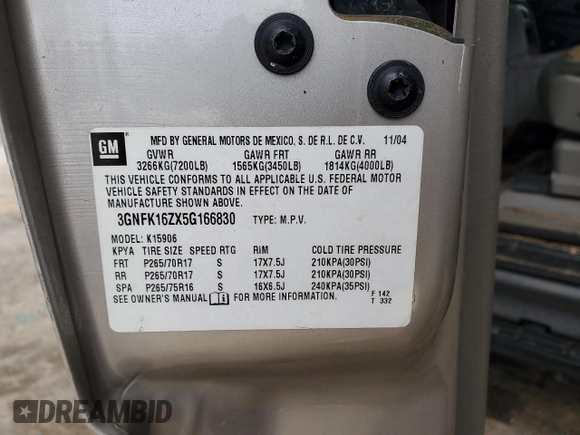 GM
MFD BY GENERAL MOTORS DE MEXICO, S. DE R.L. DE C.V. 11/04
GVWR GAWR FRT GAWR RR
3266KG(7200LB) 1565KG(3450LB) 1814KG(4000LB)
THIS VEHICLE CONFORMS TO ALL APPLICABLE U.S. FEDERAL MOTOR
VEHICLE SAFETY STANDARDS IN EFFECT ON THE DATE OF
MANUFACTURE SHOWN ABOVE.
3GNFK16ZX5G166830 TYPE: M.P.V.
MODEL: K15906
KPYA TIRE SIZE SPEED RTG RIM COLD TIRE PRESSURE
FRT P265/70R17 S 17X7.5J 210KPA(30PSI)
RR P265/70R17 S 17X7.5J 210KPA(30PSI)
SPA P265/75R16 S 16X6.5J 240KPA(35PSI)
SEE OWNER'S MANUAL FOR MORE INFORMATION.
F 142
T 332
DREAMBID